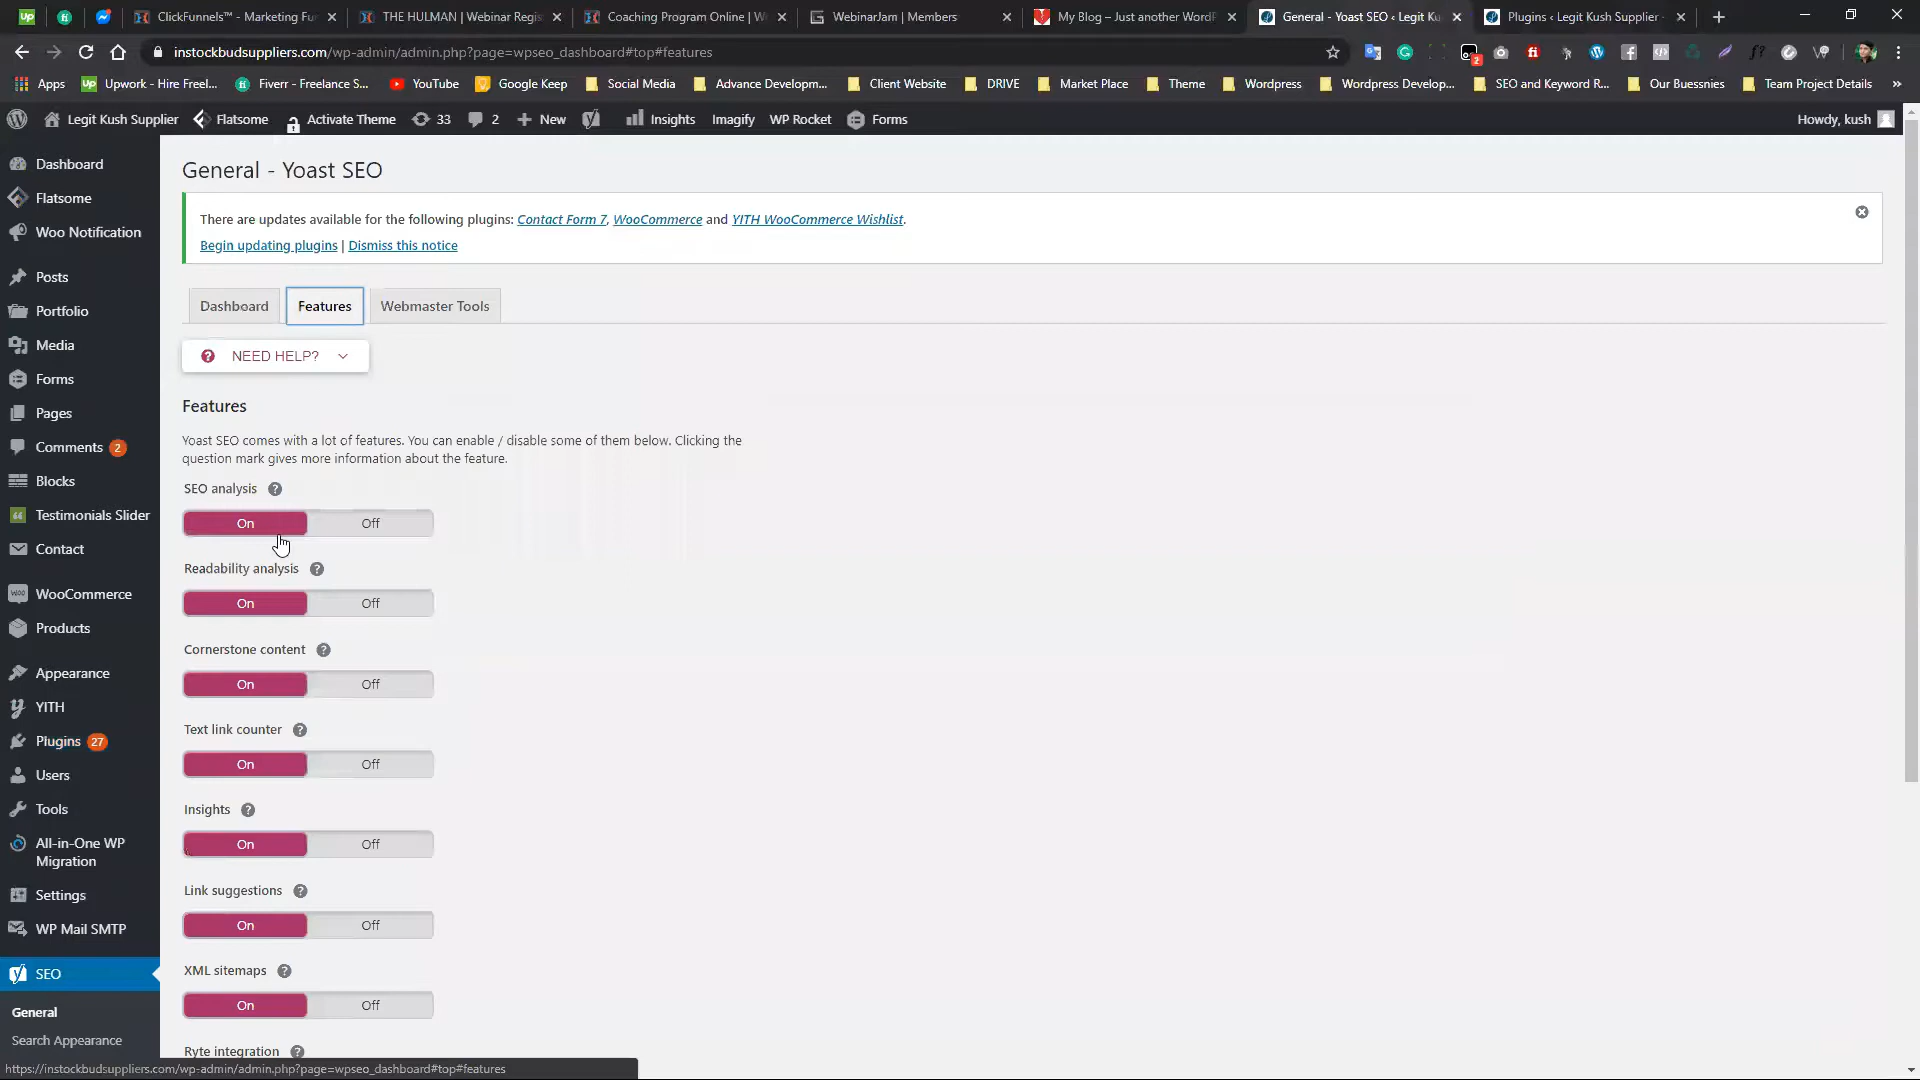 ClickFunnels™ - Marketing Fu
THE HULMAN | Webinar Regis
Coaching Program Online | W
WebinarJam | Members
My Blog – Just another WordP
General - Yoast SEO ‹ Legit Ku
Plugins ‹ Legit Kush Supplier
instockbudsuppliers.com/wp-admin/admin.php?page=wpseo_dashboard#top#features
Apps
Upwork - Hire Freel...
Fiverr - Freelance S...
YouTube
Google Keep
Social Media
Advance Developm...
Client Website
DRIVE
Market Place
Theme
Wordpress
Wordpress Develop...
SEO and Keyword R...
Our Buessnies
Team Project Details
Legit Kush Supplier
Flatsome
Activate Theme
33
2
New
Insights
Imagify
WP Rocket
Forms
Howdy, kush
Dashboard
Flatsome
Woo Notification
Posts
Portfolio
Media
Forms
Pages
Comments 2
Blocks
Testimonials Slider
Contact
WooCommerce
Products
Appearance
YITH
Plugins 27
Users
Tools
All-in-One WP
Migration
Settings
WP Mail SMTP
SEO
General
Search Appearance
General - Yoast SEO
There are updates available for the following plugins: Contact Form 7, WooCommerce and YITH WooCommerce Wishlist.
Begin updating plugins | Dismiss this notice
Dashboard
Features
Webmaster Tools
NEED HELP?
Features
Yoast SEO comes with a lot of features. You can enable / disable some of them below. Clicking the
question mark gives more information about the feature.
SEO analysis
On Off
Readability analysis
On Off
Cornerstone content
On Off
Text link counter
On Off
Insights
On Off
Link suggestions
On Off
XML sitemaps
On Off
Ryte integration
https://instockbudsuppliers.com/wp-admin/admin.php?page=wpseo_dashboard#top#features